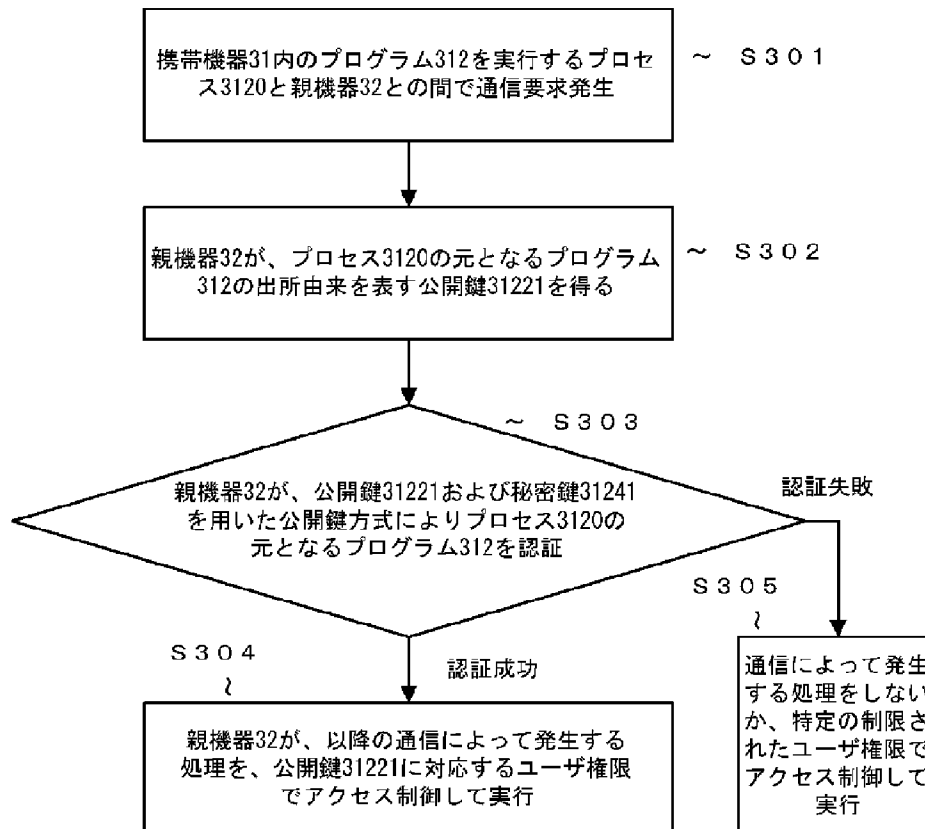 携帯機器31内のプログラム312を実行するプロセ
ス3120と親機器32との間で通信要求発生
～ S301
親機器32が、プロセス3120の元となるプログラム
312の出所由来を表す公開鍵31221を得る
～ S302
～ S303
親機器32が、公開鍵31221および秘密鍵31241
を用いた公開鍵方式によりプロセス3120の
元となるプログラム312を認証
認証失敗
S305
～
S304
～
認証成功
通信によって発生
する処理をしない
か、特定の制限さ
れたユーザ権限で
アクセス制御して
実行
親機器32が、以降の通信によって発生する
処理を、公開鍵31221に対応するユーザ権限
でアクセス制御して実行